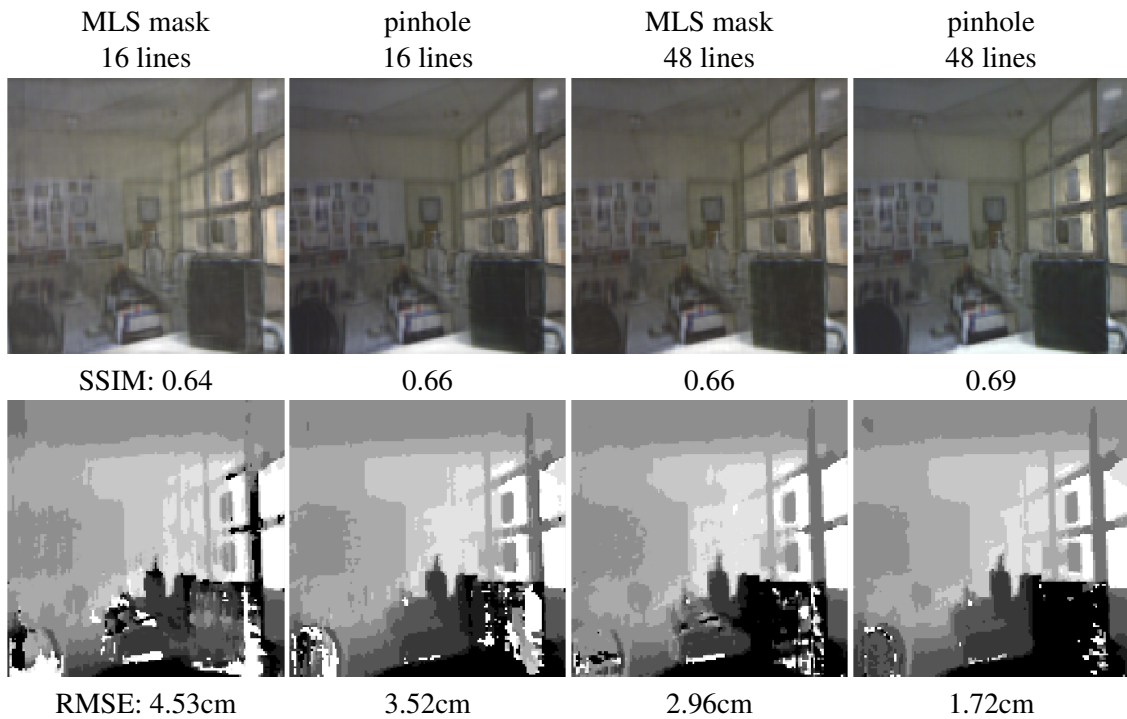 MLS mask pinhole MLS mask pinhole
16 lines 16 lines 48 lines 48 lines
SSIM: 0.64 0.66 0.66 0.69
RMSE: 4.53cm 3.52cm 2.96cm 1.72cm